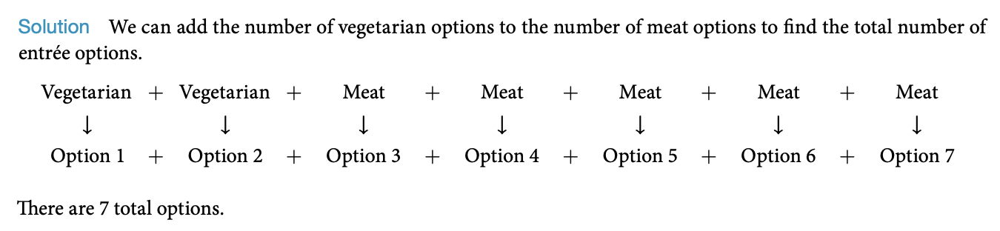 Solution We can add the number of vegetarian options to the number of meat options to find the total number of
entrée options.
Vegetarian + Vegetarian + Meat + Meat + Meat + Meat + Meat
↓ ↓ ↓ ↓ ↓ ↓ ↓
Option 1 + Option 2 + Option 3 + Option 4 + Option 5 + Option 6 + Option 7
There are 7 total options.